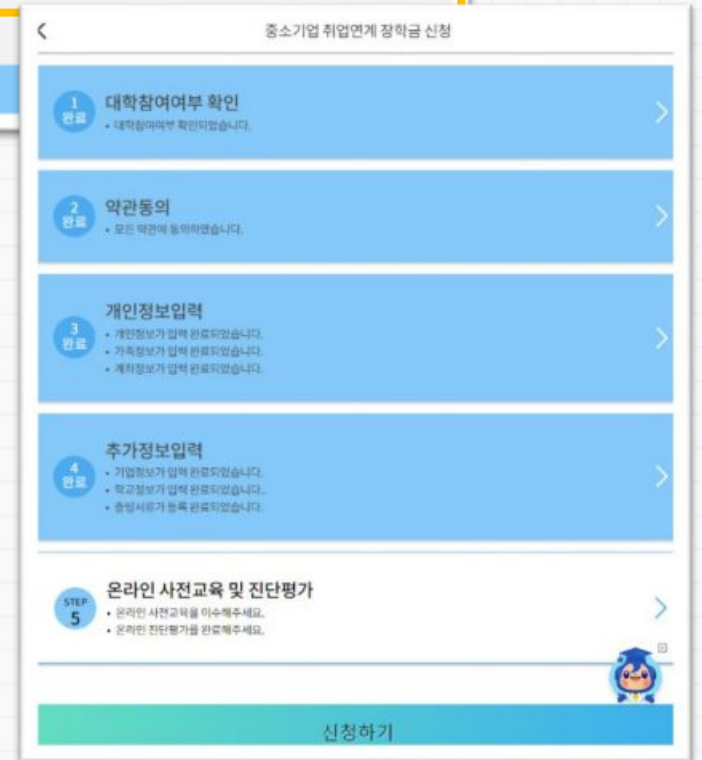 중소기업 취업연계 장학금 신청
1
완료
대학참여여부 확인
• 대학참여여부 확인되었습니다.
2
완료
약관동의
• 모든 약관에 동의하였습니다.
3
완료
개인정보입력
• 개인정보가 입력 완료되었습니다.
• 가족정보가 입력 완료되었습니다.
• 계좌정보가 입력 완료되었습니다.
4
완료
추가정보입력
• 기업정보가 입력 완료되었습니다.
• 학교정보가 입력 완료되었습니다..
• 증빙서류가 등록 완료되었습니다.
STEP
5
온라인 사전교육 및 진단평가
• 온라인 사전교육을 이수해주세요.
• 온라인 진단평가를 완료해주세요.
신청하기